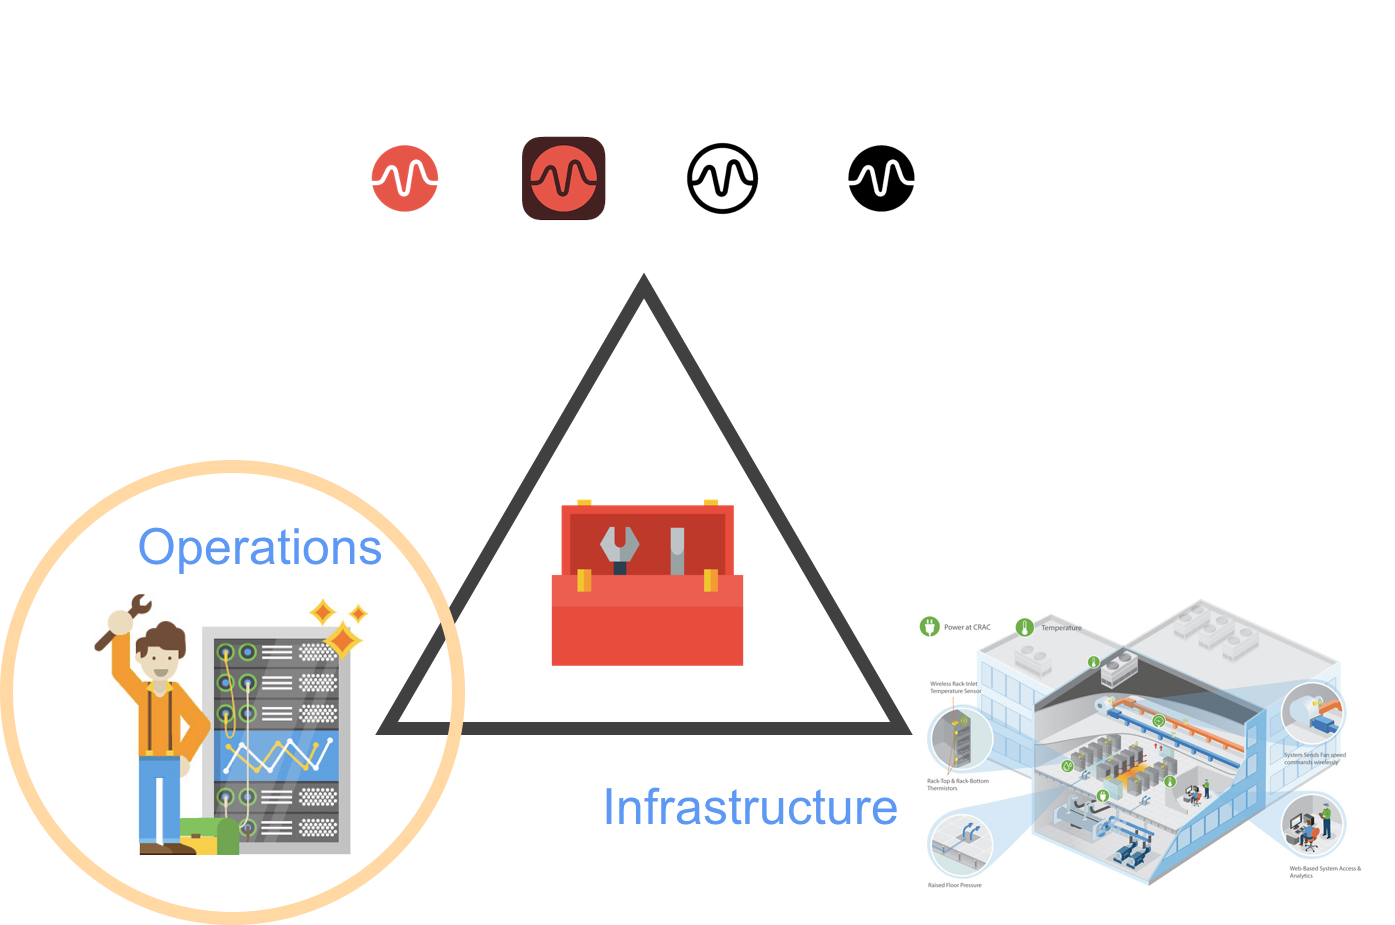 Operations
Infrastructure
Power at CRAC
Temperature
Wireless Rack-Inlet
Temperature Sensor
Rack-Top & Rack-Bottom
Thermistors
Raised Floor Pressure
System Sends Fan speed
commands wirelessly
Web-Based System Access &
Analytics